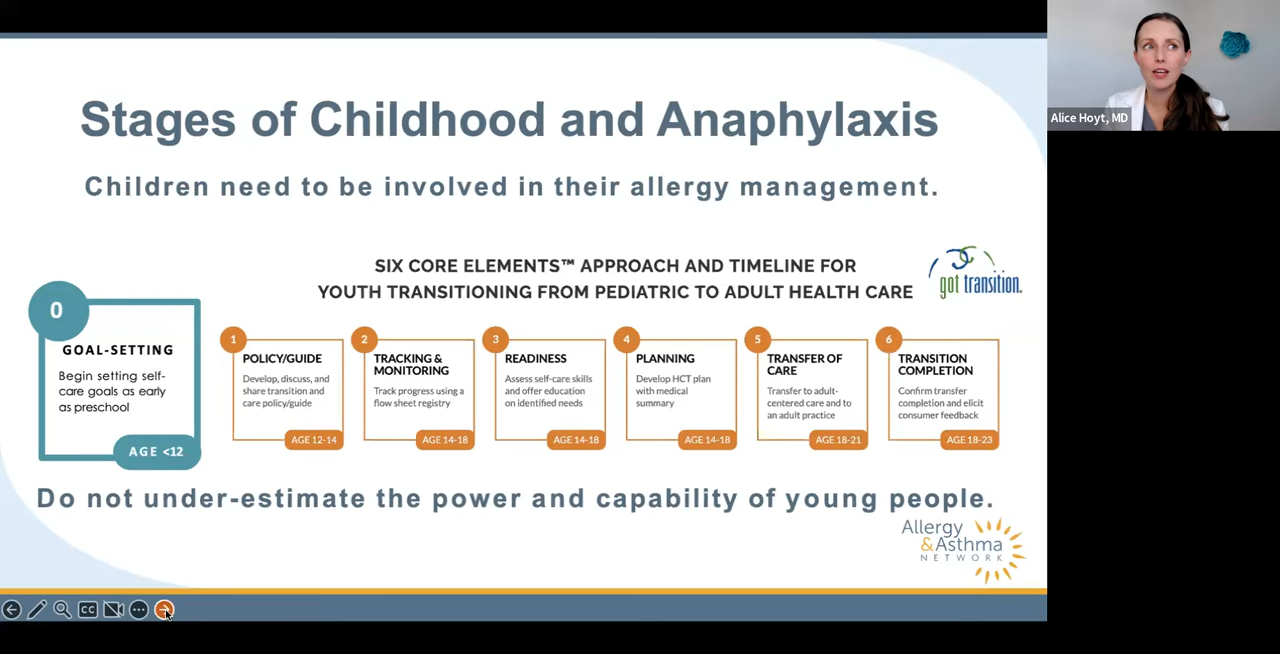 Stages of Childhood and Anaphylaxis
Children need to be involved in their allergy management.
SIX CORE ELEMENTS™ APPROACH AND TIMELINE FOR
YOUTH TRANSITIONING FROM PEDIATRIC TO ADULT HEALTH CARE
got transition.
0
GOAL-SETTING
Begin setting self-
care goals as early
as preschool
AGE <12
1
POLICY/GUIDE
Develop, discuss, and
share transition and
care policy/guide
AGE 12-14
2
TRACKING &
MONITORING
Track progress using a
flow sheet registry
AGE 14-18
3
READINESS
Assess self-care skills
and offer education
on identified needs
AGE 14-18
4
PLANNING
Develop HCT plan
with medical
summary
AGE 14-18
5
TRANSFER OF
CARE
Transfer to adult-
centered care and to
an adult practice
AGE 18-21
6
TRANSITION
COMPLETION
Confirm transfer
completion and elicit
consumer feedback
AGE 18-23
Do not under-estimate the power and capability of young people.
Allergy
&Asthma
NETWORK
CC
Alice Hoyt, MD